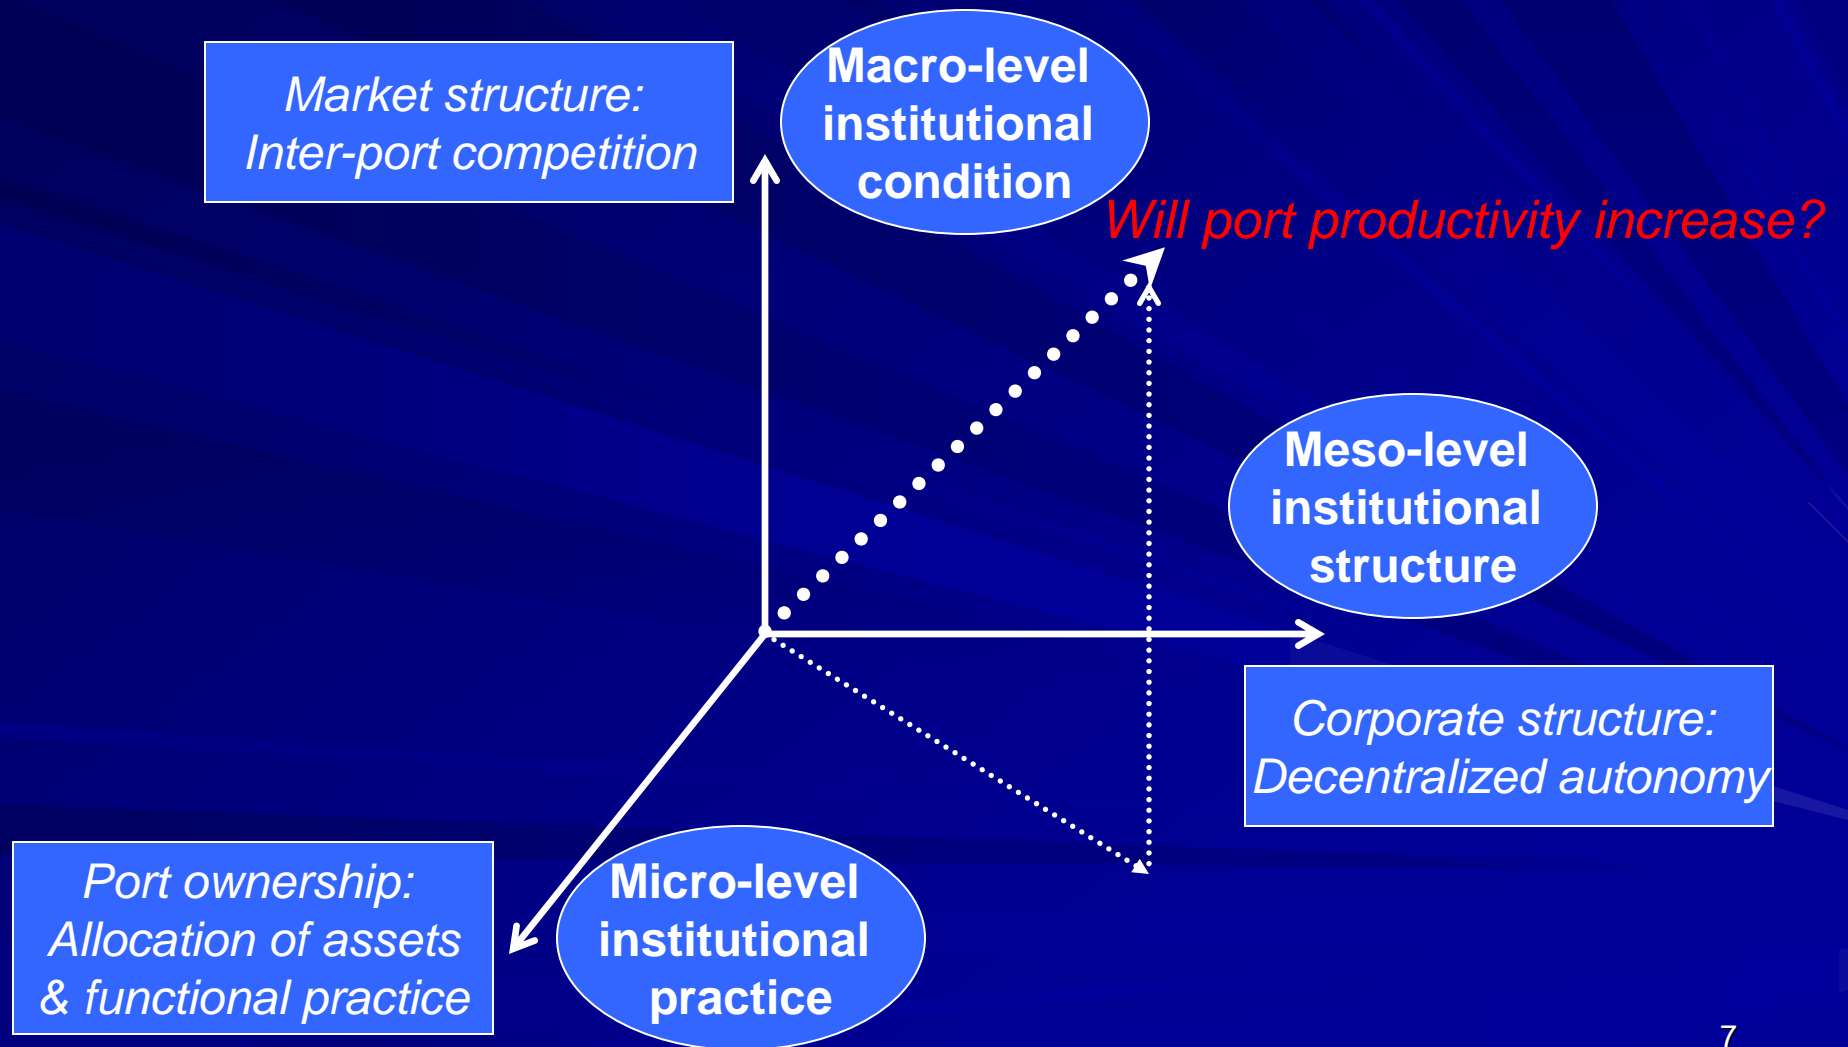 Market structure:
Inter-port competition
Macro-level
institutional
condition
Will port productivity increase?
Meso-level
institutional
structure
Corporate structure:
Decentralized autonomy
Port ownership:
Allocation of assets
& functional practice
Micro-level
institutional
practice
7